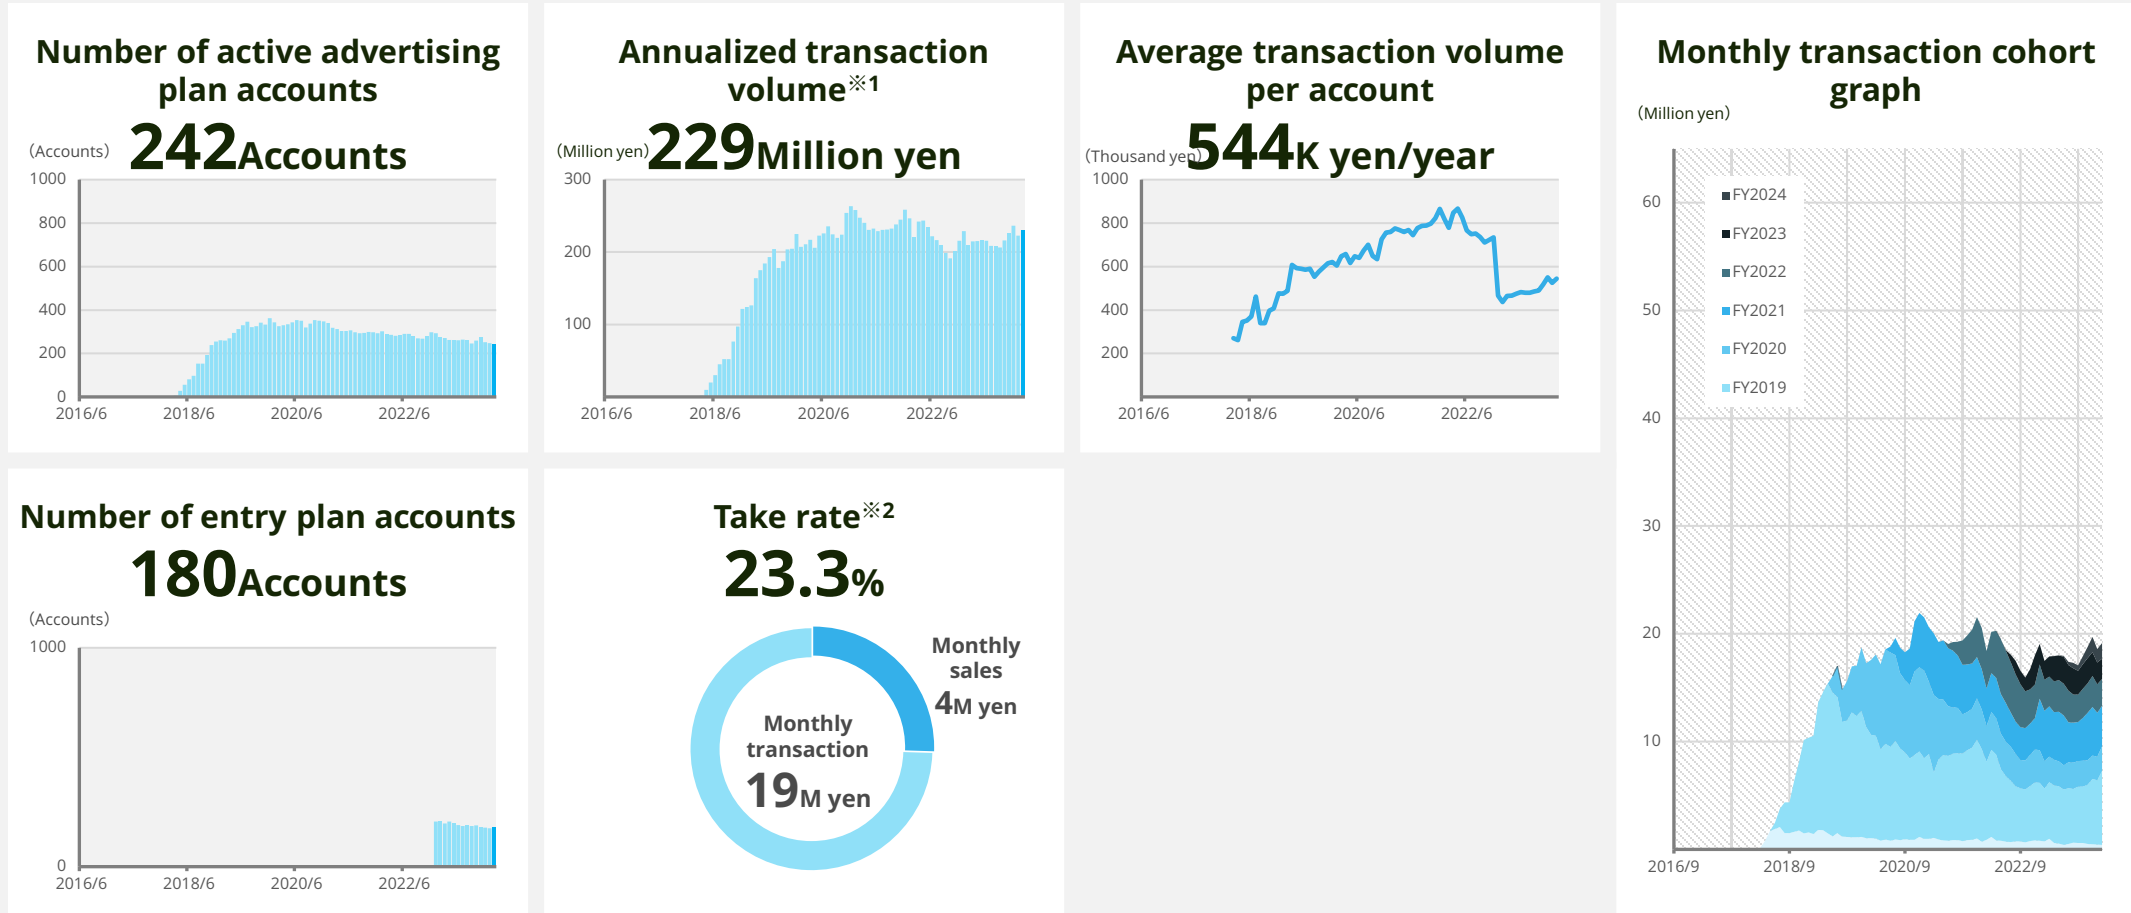 Number of active advertising
plan accounts
(Accounts)
242Accounts
1000
800
600
400
200
0
2016/6
2018/6
2020/6
2022/6
Annualized transaction
volume※1
(Million yen)
229Million yen
300
200
100
2016/6
2018/6
2020/6
2022/6
Average transaction volume
per account
(Thousand yen)
544K yen/year
1000
800
600
400
200
2016/6
2018/6
2020/6
2022/6
Monthly transaction cohort
graph
(Million yen)
60
50
40
30
20
10
FY2024
FY2023
FY2022
FY2021
FY2020
FY2019
2016/9
2018/9
2020/9
2022/9
Number of entry plan accounts
180Accounts
(Accounts)
1000
0
2016/6
2018/6
2020/6
2022/6
Take rate※2
23.3%
Monthly
sales
4M yen
Monthly
transaction
19M yen